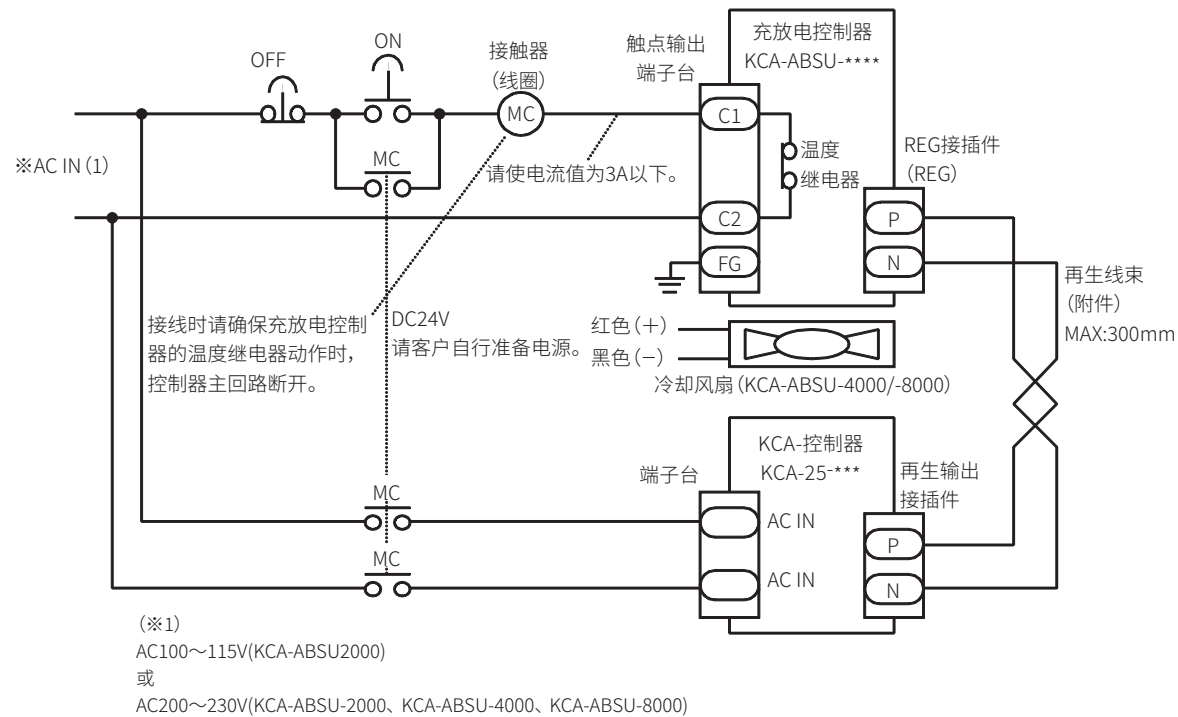 OFF
ON
接触器
（线圈）
MC
触点输出
端子台
充放电控制器
KCA-ABSU-****
C1
C2
FG
温度
继电器
REG接插件
（REG）
P
N
※AC IN（1）
MC
请使电流值为3A以下。
再生线束
（附件）
MAX:300mm
接线时请确保充放电控制
器的温度继电器动作时，
控制器主回路断开。
DC24V
请客户自行准备电源。
红色（＋）
黑色（－）
冷却风扇（KCA-ABSU-4000/-8000）
KCA-控制器
KCA-25-***
端子台
再生输出
接插件
MC
AC IN
P
MC
AC IN
N
（※1）
AC100～115V(KCA-ABSU2000)
或
AC200～230V(KCA-ABSU-2000、KCA-ABSU-4000、KCA-ABSU-8000)